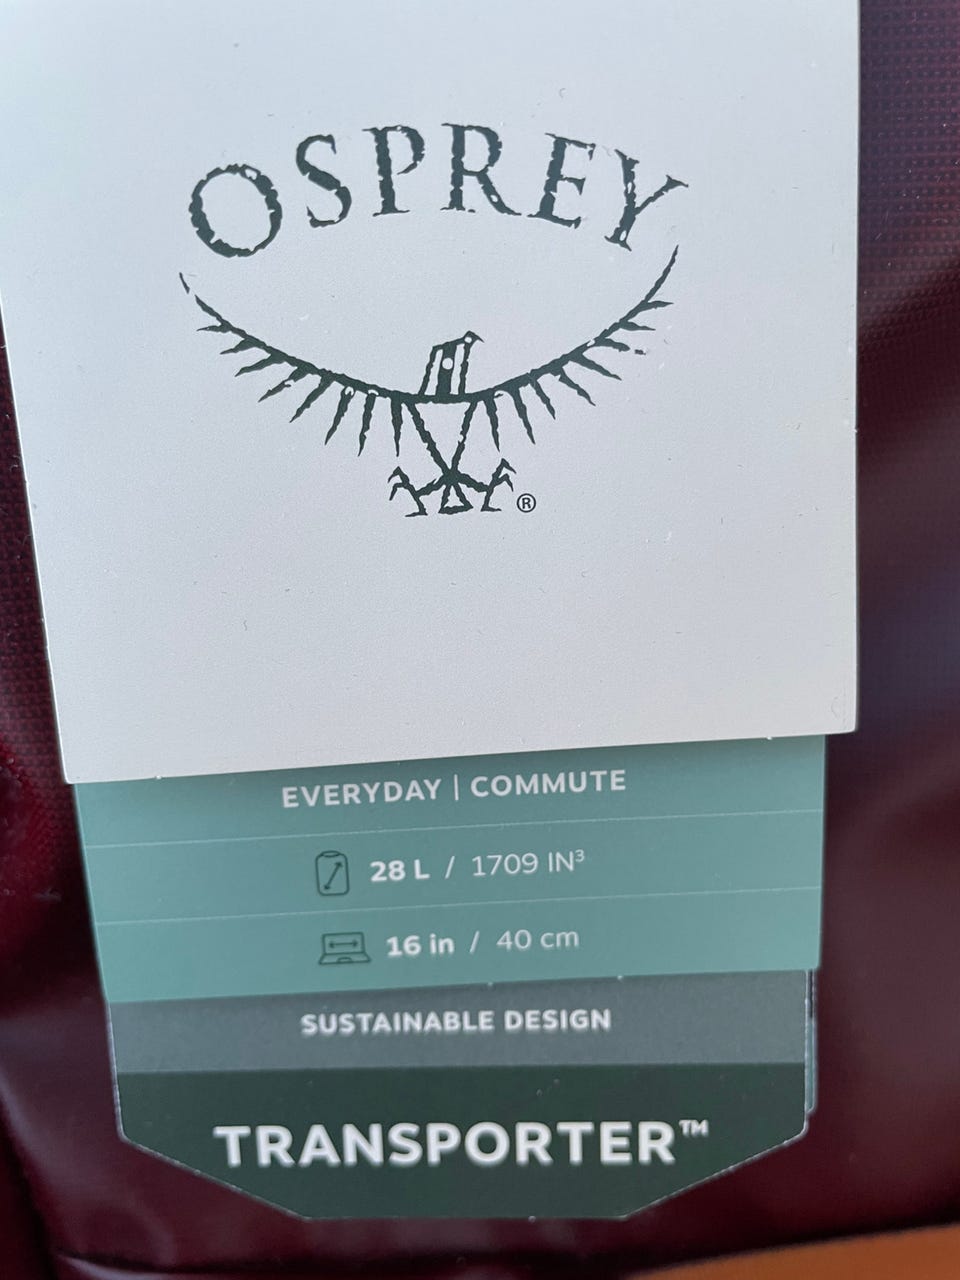 OSPREY
®
EVERYDAY | COMMUTE
28 L / 1709 IN³
16 in / 40 cm
SUSTAINABLE DESIGN
TRANSPORTER™